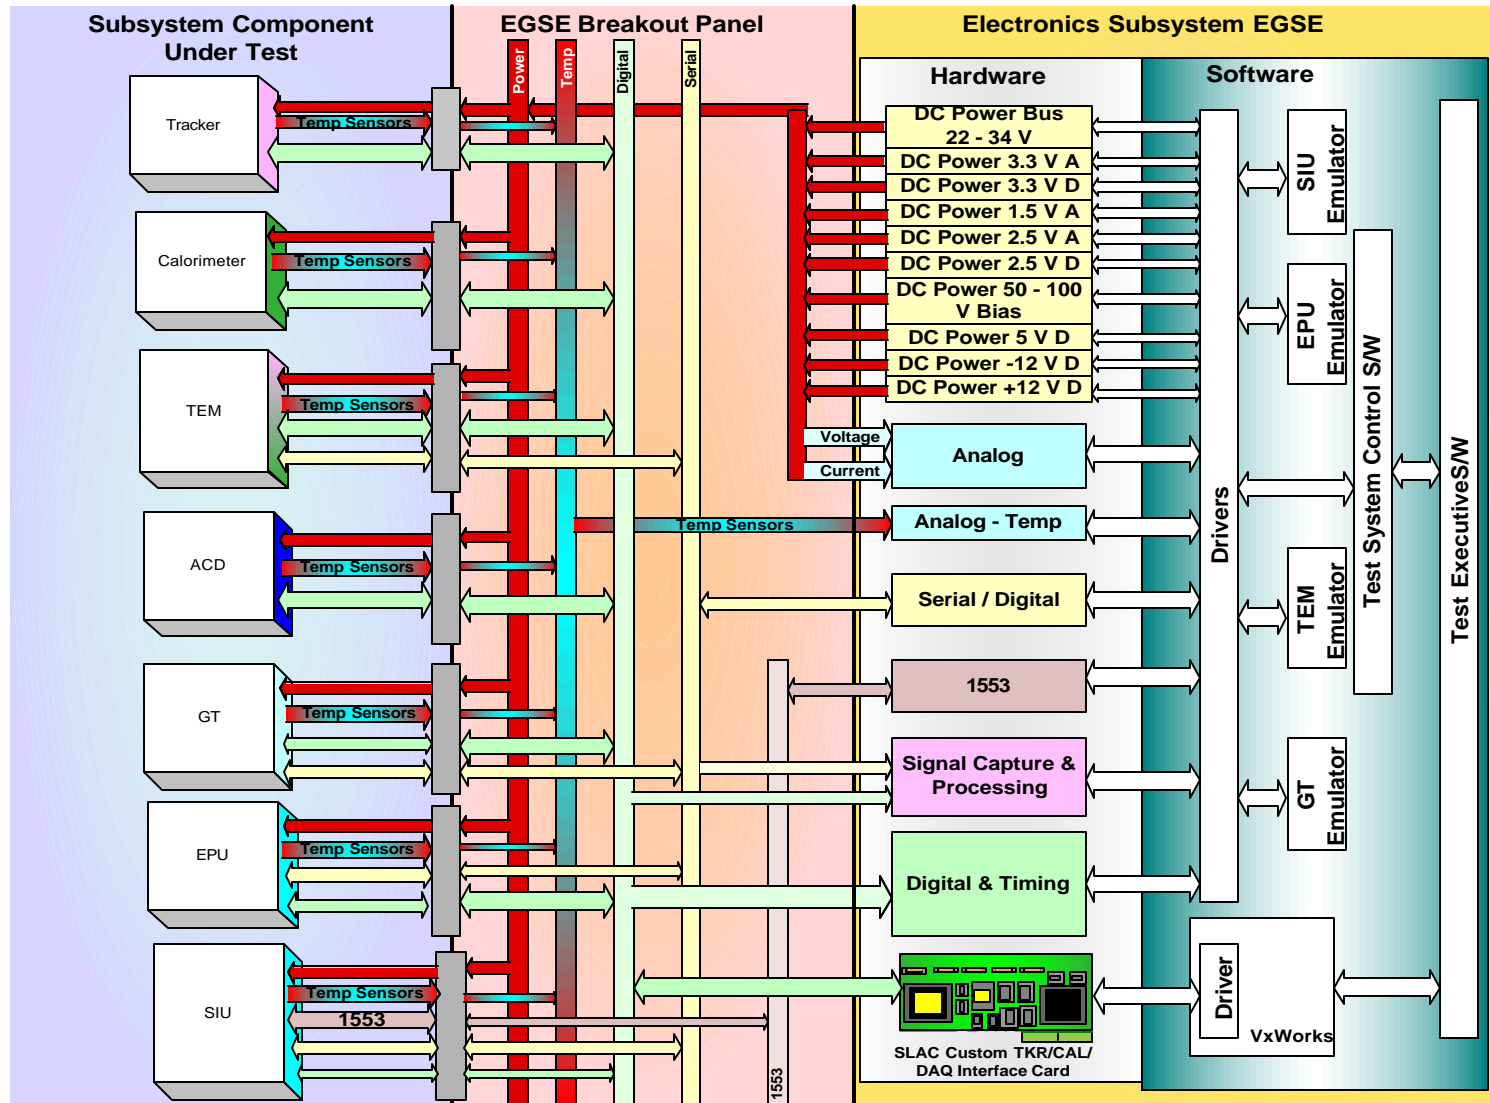 Subsystem Component
Under Test
EGSE Breakout Panel
Electronics Subsystem EGSE
Power
Temp
Digital
Serial
Hardware
Software
Tracker
Temp Sensors
Calorimeter
Temp Sensors
TEM
Temp Sensors
ACD
Temp Sensors
GT
Temp Sensors
EPU
Temp Sensors
SIU
Temp Sensors
1553
1553
DC Power Bus
22 - 34 V
DC Power 3.3 V A
DC Power 3.3 V D
DC Power 1.5 V A
DC Power 2.5 V A
DC Power 2.5 V D
DC Power 50 - 100
V Bias
DC Power 5 V D
DC Power -12 V D
DC Power +12 V D
Voltage
Current
Analog
Temp Sensors
Analog - Temp
Serial / Digital
1553
Signal Capture &
Processing
Digital & Timing
SLAC Custom TKR/CAL/
DAQ Interface Card
Drivers
SIU
Emulator
EPU
Emulator
TEM
Emulator
GT
Emulator
Test System Control S/W
Test ExecutiveS/W
Driver
VxWorks